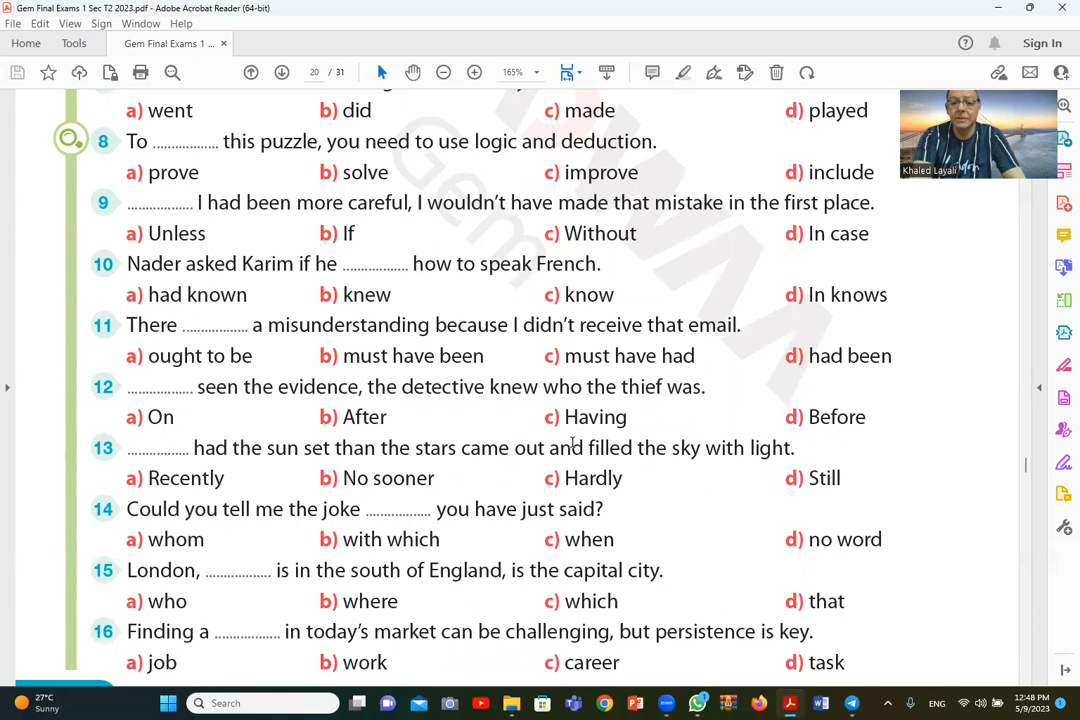 Gem Final Exams 1 Sec T2 2023.pdf - Adobe Acrobat Reader (64-bit)
File Edit View Sign Window Help
Home Tools Gem Final Exams 1 ... × Sign In
20 / 31 165%
a) went b) did c) made d) played
8 To .................. this puzzle, you need to use logic and deduction.
a) prove b) solve c) improve d) include
Khaled Layali
9 .................. I had been more careful, I wouldn't have made that mistake in the first place.
a) Unless b) If c) Without d) In case
10 Nader asked Karim if he .................. how to speak French.
a) had known b) knew c) know d) In knows
11 There .................. a misunderstanding because I didn't receive that email.
a) ought to be b) must have been c) must have had d) had been
12 .................. seen the evidence, the detective knew who the thief was.
a) On b) After c) Having d) Before
13 .................. had the sun set than the stars came out and filled the sky with light.
a) Recently b) No sooner c) Hardly d) Still
14 Could you tell me the joke .................. you have just said?
a) whom b) with which c) when d) no word
15 London, .................. is in the south of England, is the capital city.
a) who b) where c) which d) that
16 Finding a .................. in today's market can be challenging, but persistence is key.
a) job b) work c) career d) task
Gem
27°C
Sunny
Search
ENG
12:48 PM
5/9/2023